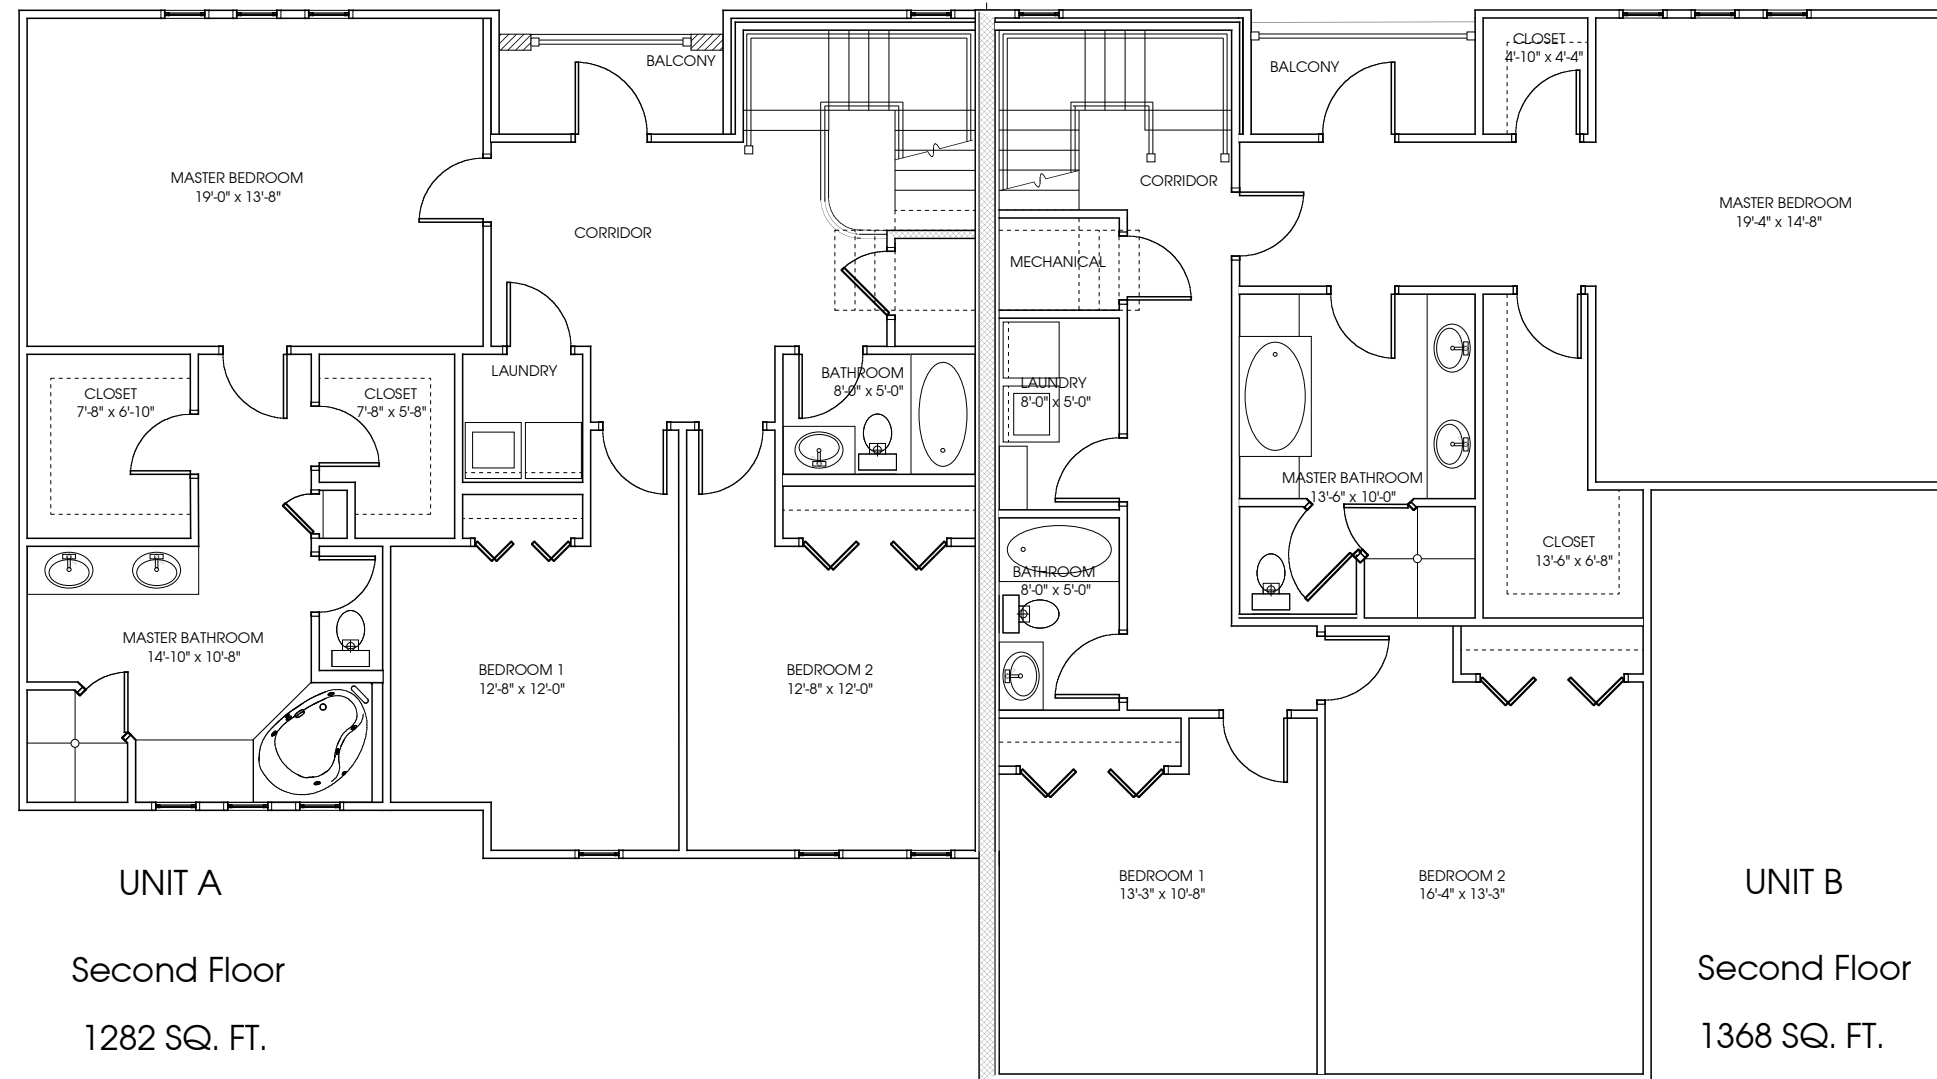 BALCONY
MASTER BEDROOM
19'-0" x 13'-8"
CORRIDOR
LAUNDRY
CLOSET
7'-8" x 6'-10"
CLOSET
7'-8" x 5'-8"
BATHROOM
8'-0" x 5'-0"
MASTER BATHROOM
14'-10" x 10'-8"
BEDROOM 1
12'-8" x 12'-0"
BEDROOM 2
12'-8" x 12'-0"
UNIT A
Second Floor
1282 SQ. FT.
BALCONY
CLOSET
4'-10" x 4'-4"
CORRIDOR
MASTER BEDROOM
19'-4" x 14'-8"
MECHANICAL
LAUNDRY
8'-0" x 5'-0"
MASTER BATHROOM
13'-6" x 10'-0"
CLOSET
13'-6" x 6'-8"
BATHROOM
8'-0" x 5'-0"
BEDROOM 1
13'-3" x 10'-8"
BEDROOM 2
16'-4" x 13'-3"
UNIT B
Second Floor
1368 SQ. FT.